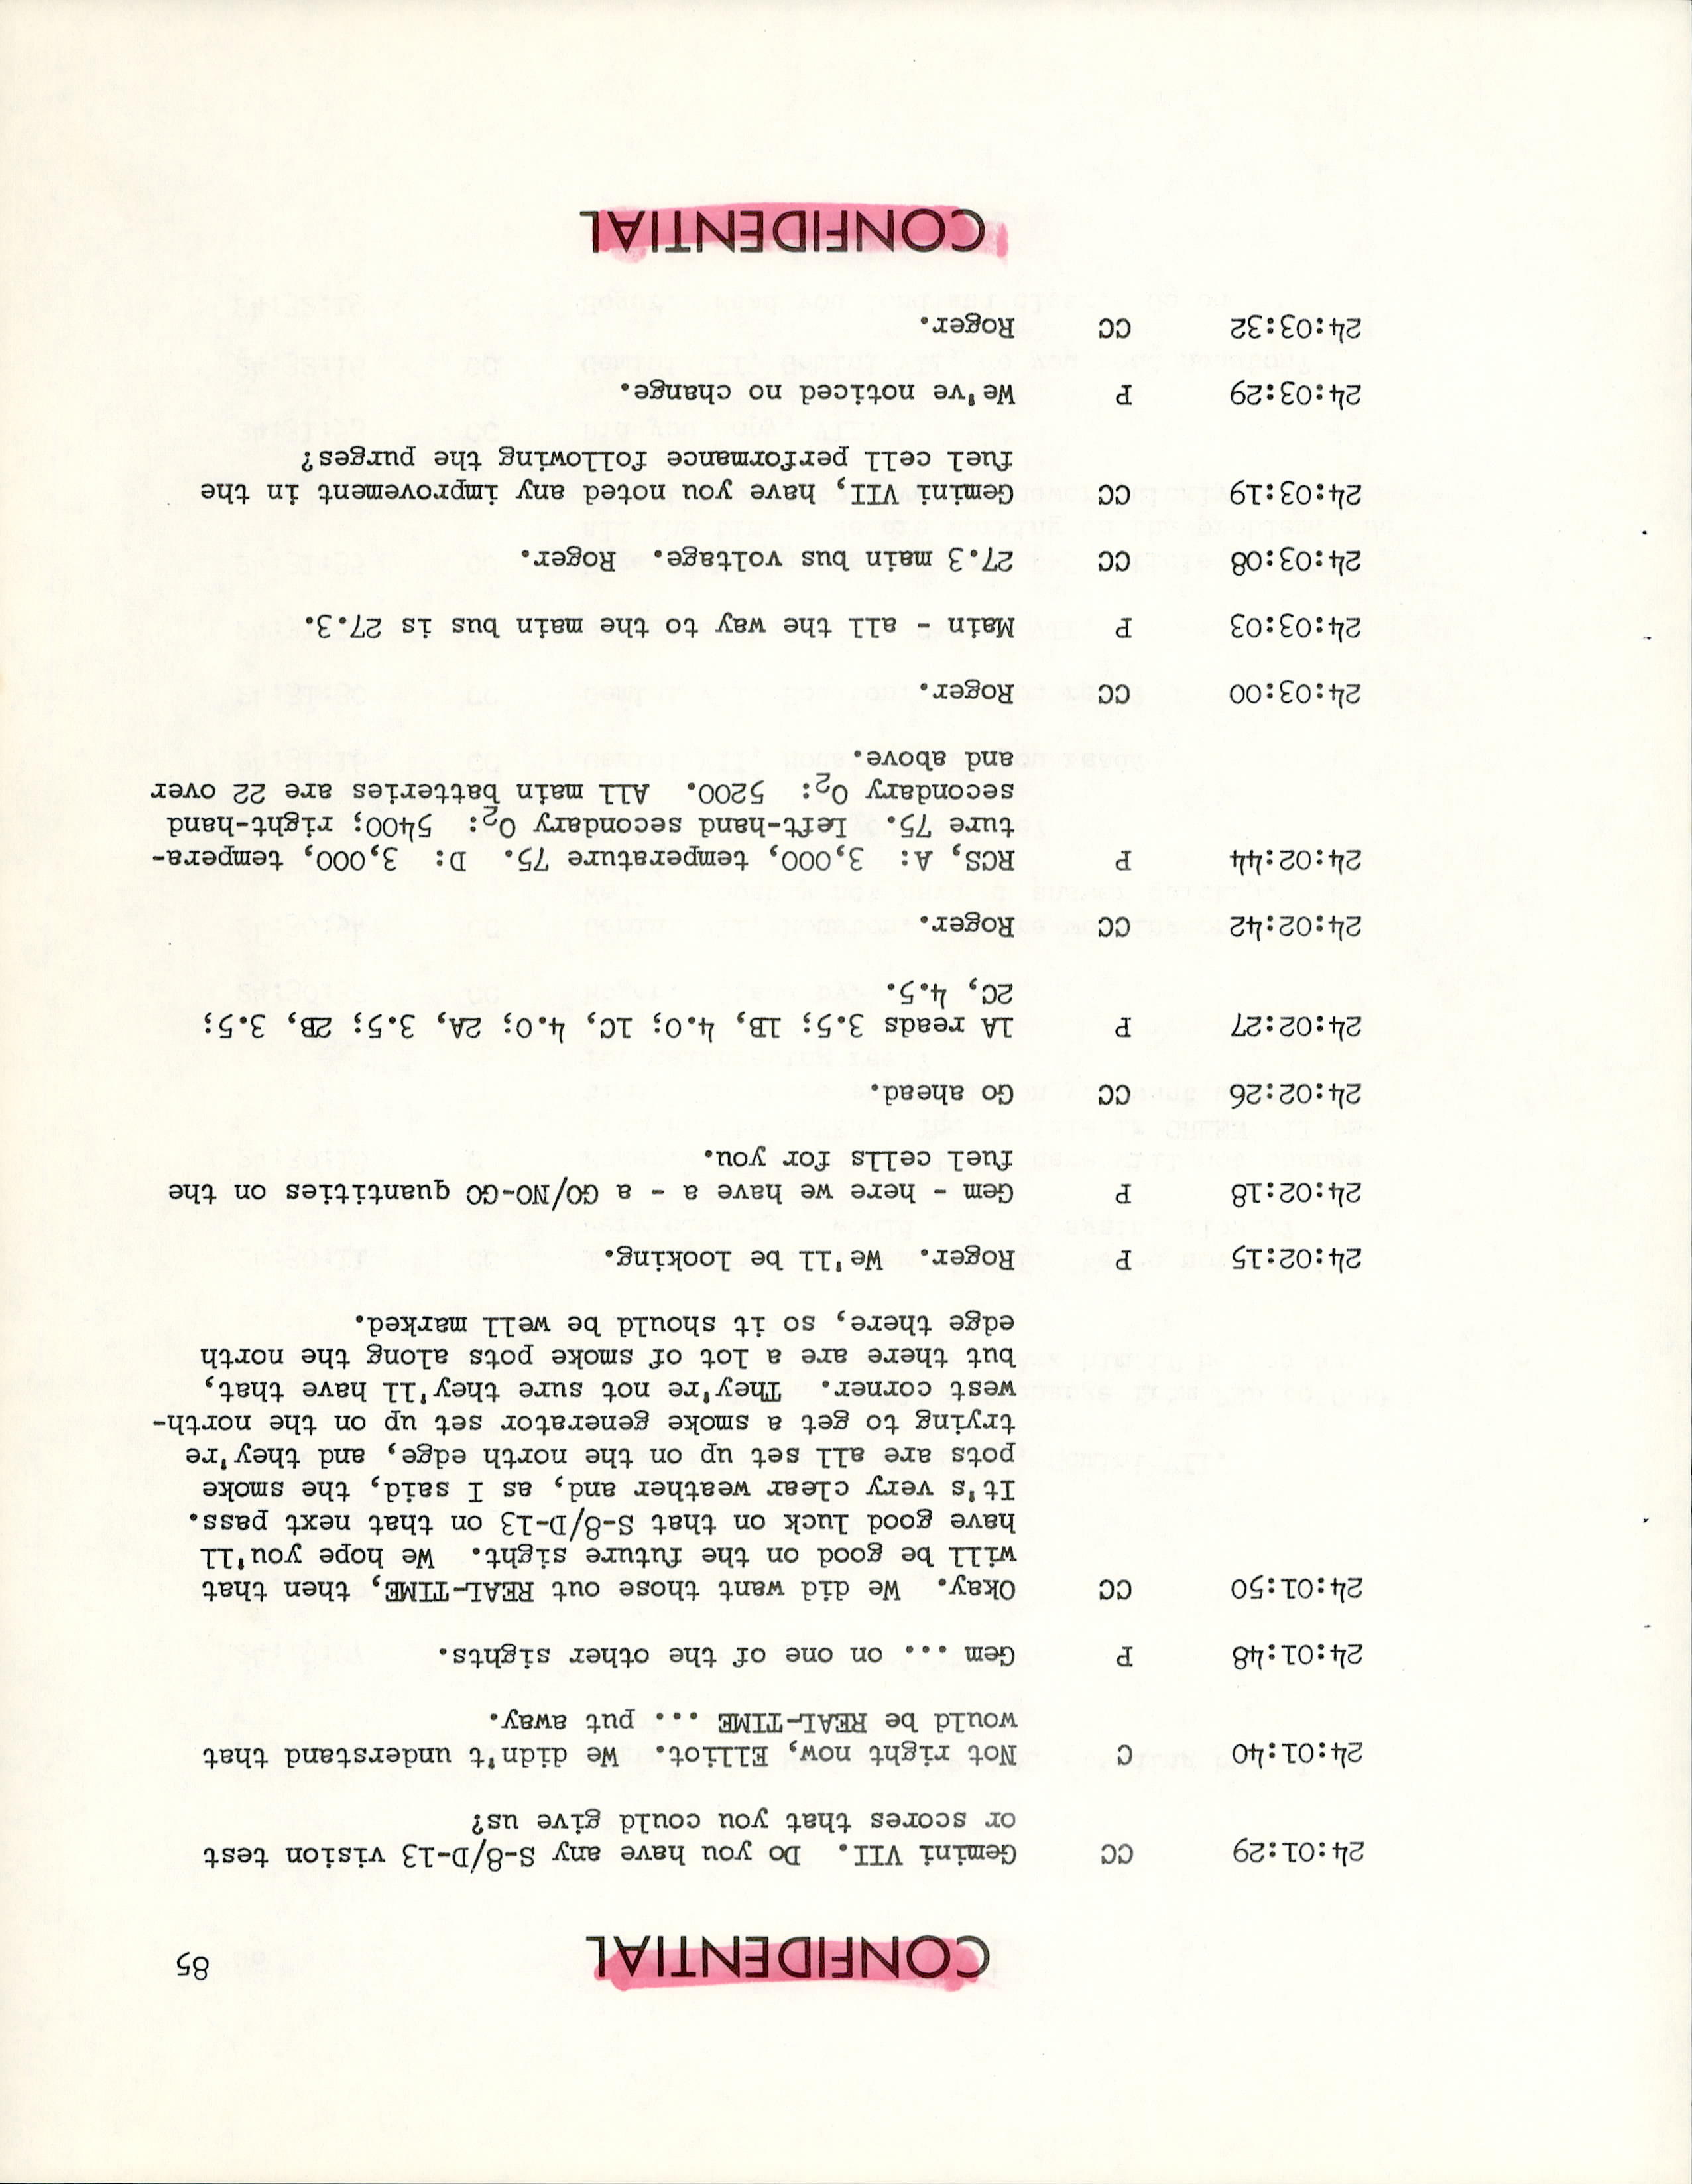 CONFIDENTIAL 85
24:01:29 CC Gemini VII. Do you have any S-8/D-13 vision test
or scores that you could give us?
24:01:40 C Not right now, Elliot. We didn't understand that
would be REAL-TIME ... put away.
24:01:48 P Gem ... on one of the other sights.
24:01:50 CC Okay. We did want those out REAL-TIME, then that
will be good on the future sight. We hope you'll
have good luck on that S-8/D-13 on that next pass.
It's very clear weather and, as I said, the smoke
pots are all set up on the north edge, and they're
trying to get a smoke generator set up on the north-
west corner. They're not sure they'll have that,
but there are a lot of smoke pots along the north
edge there, so it should be well marked.
24:02:15 P Roger. We'll be looking.
24:02:18 P Gem - here we have a - a GO/NO-GO quantities on the
fuel cells for you.
24:02:26 CC Go ahead.
24:02:27 P 1A reads 3.5; 1B, 4.0; 1C, 4.0; 2A, 3.5; 2B, 3.5;
2C, 4.5.
24:02:42 CC Roger.
24:02:44 P RCS, A: 3,000, temperature 75. D: 3,000, tempera-
ture 75. Left-hand secondary O2: 5400; right-hand
secondary O2: 5200. All main batteries are 22 over
and above.
24:03:00 CC Roger.
24:03:03 P Main - all the way to the main bus is 27.3.
24:03:08 CC 27.3 main bus voltage. Roger.
24:03:19 CC Gemini VII, have you noted any improvement in the
fuel cell performance following the purges?
24:03:29 P We've noticed no change.
24:03:32 CC Roger.
CONFIDENTIAL